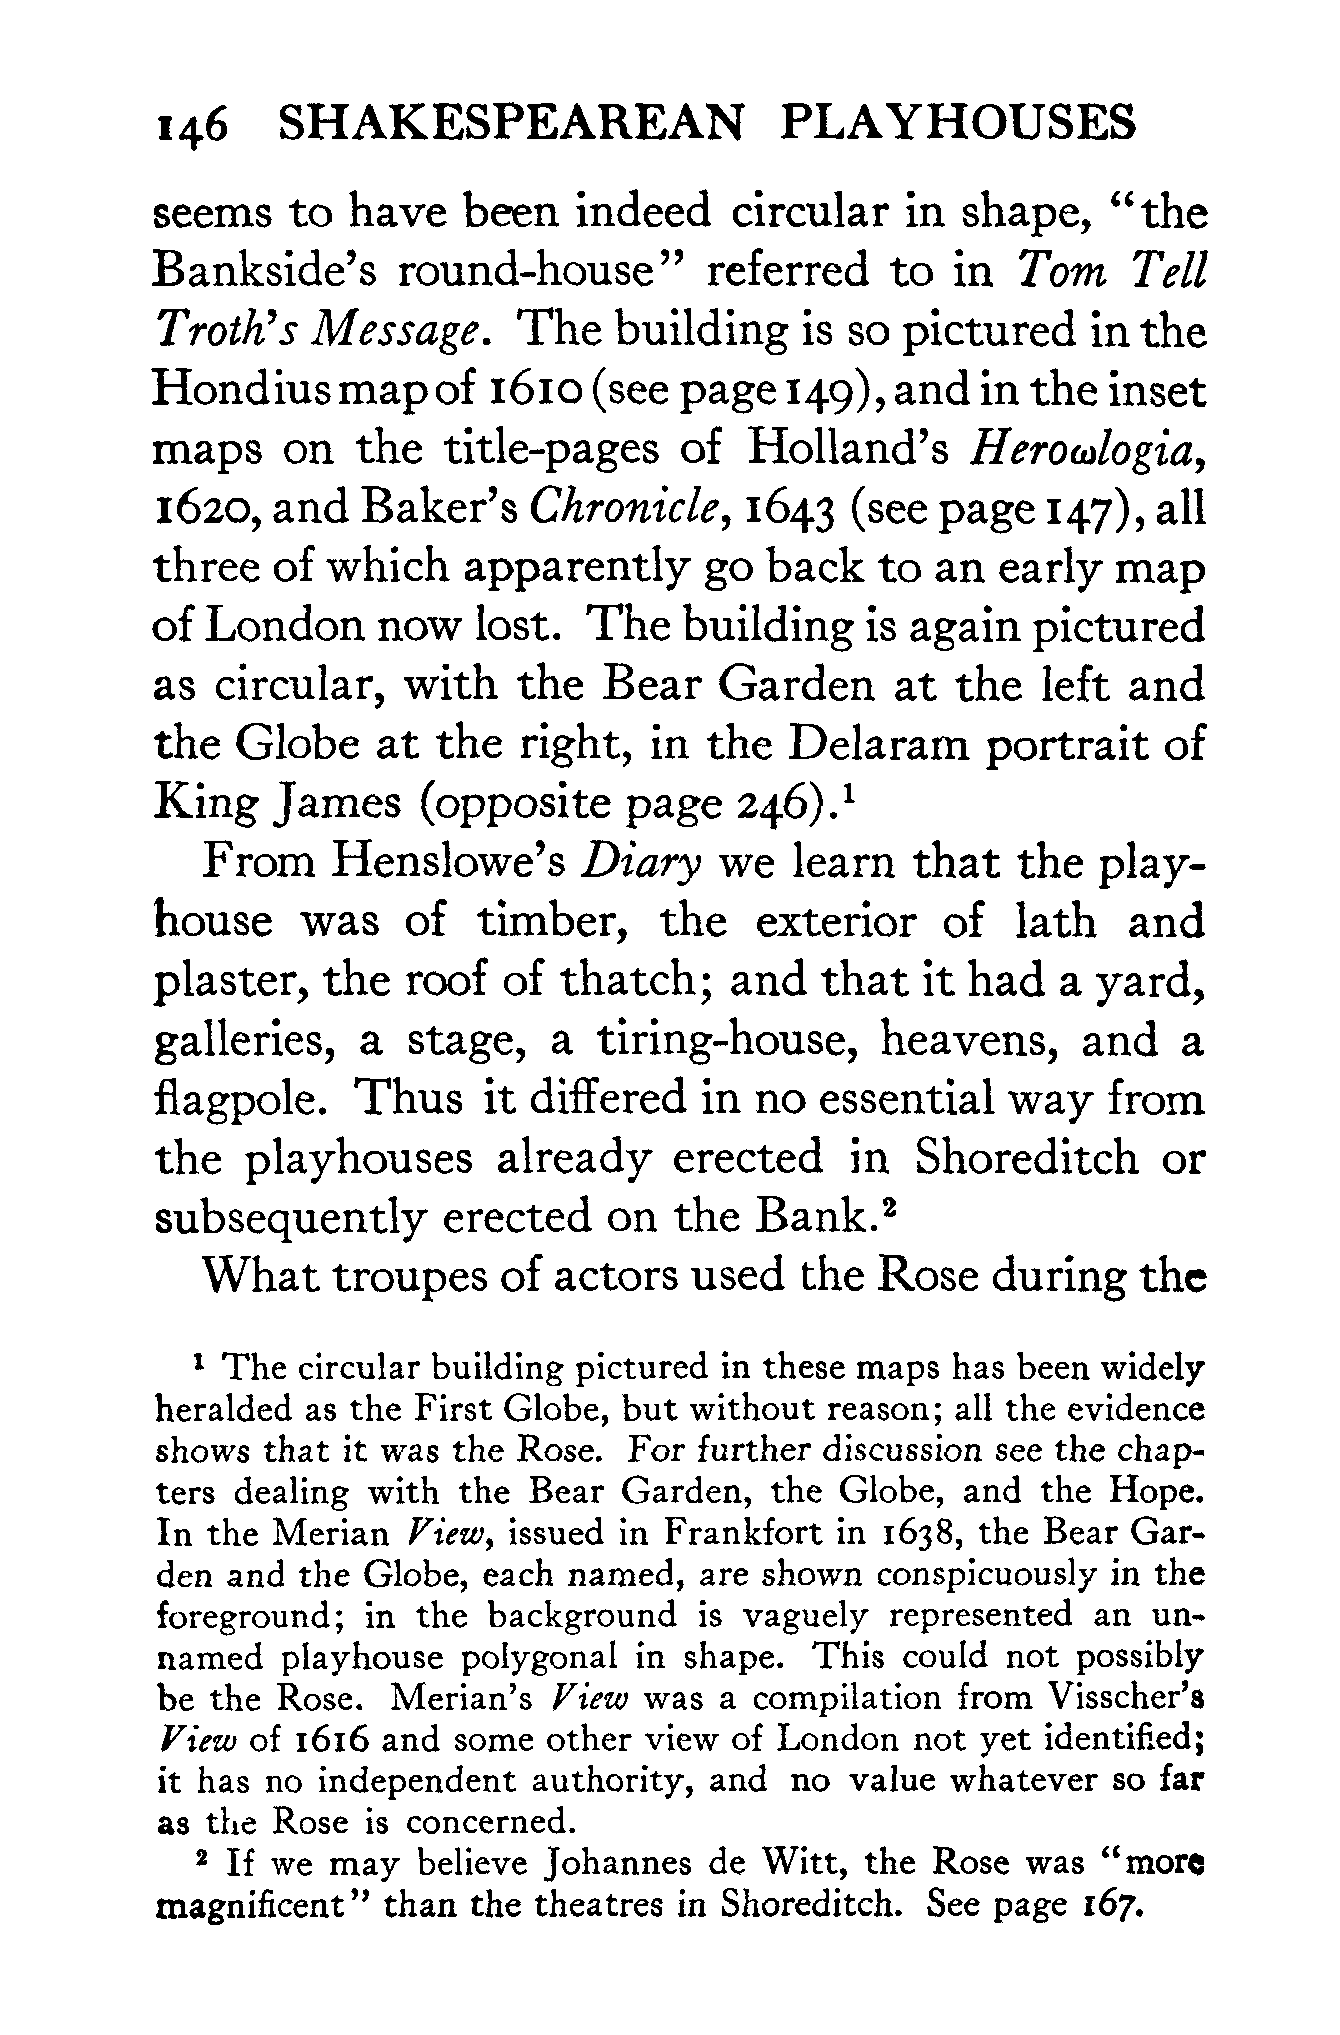 146 SHAKESPEAREAN PLAYHOUSES
seems to have been indeed circular in shape, “the
Bankside’s round-house” referred to in Tom Tell
Troth’s Message. The building is so pictured in the
Hondius map of 1610 (see page 149), and in the inset
maps on the title-pages of Holland’s Heroωlogia,
1620, and Baker’s Chronicle, 1643 (see page 147), all
three of which apparently go back to an early map
of London now lost. The building is again pictured
as circular, with the Bear Garden at the left and
the Globe at the right, in the Delaram portrait of
King James (opposite page 246).¹
From Henslowe’s Diary we learn that the play-
house was of timber, the exterior of lath and
plaster, the roof of thatch; and that it had a yard,
galleries, a stage, a tiring-house, heavens, and a
flagpole. Thus it differed in no essential way from
the playhouses already erected in Shoreditch or
subsequently erected on the Bank.²
What troupes of actors used the Rose during the
¹ The circular building pictured in these maps has been widely
heralded as the First Globe, but without reason; all the evidence
shows that it was the Rose. For further discussion see the chap-
ters dealing with the Bear Garden, the Globe, and the Hope.
In the Merian View, issued in Frankfort in 1638, the Bear Gar-
den and the Globe, each named, are shown conspicuously in the
foreground; in the background is vaguely represented an un-
named playhouse polygonal in shape. This could not possibly
be the Rose. Merian’s View was a compilation from Visscher’s
View of 1616 and some other view of London not yet identified;
it has no independent authority, and no value whatever so far
as the Rose is concerned.
² If we may believe Johannes de Witt, the Rose was “more
magnificent” than the theatres in Shoreditch. See page 167.